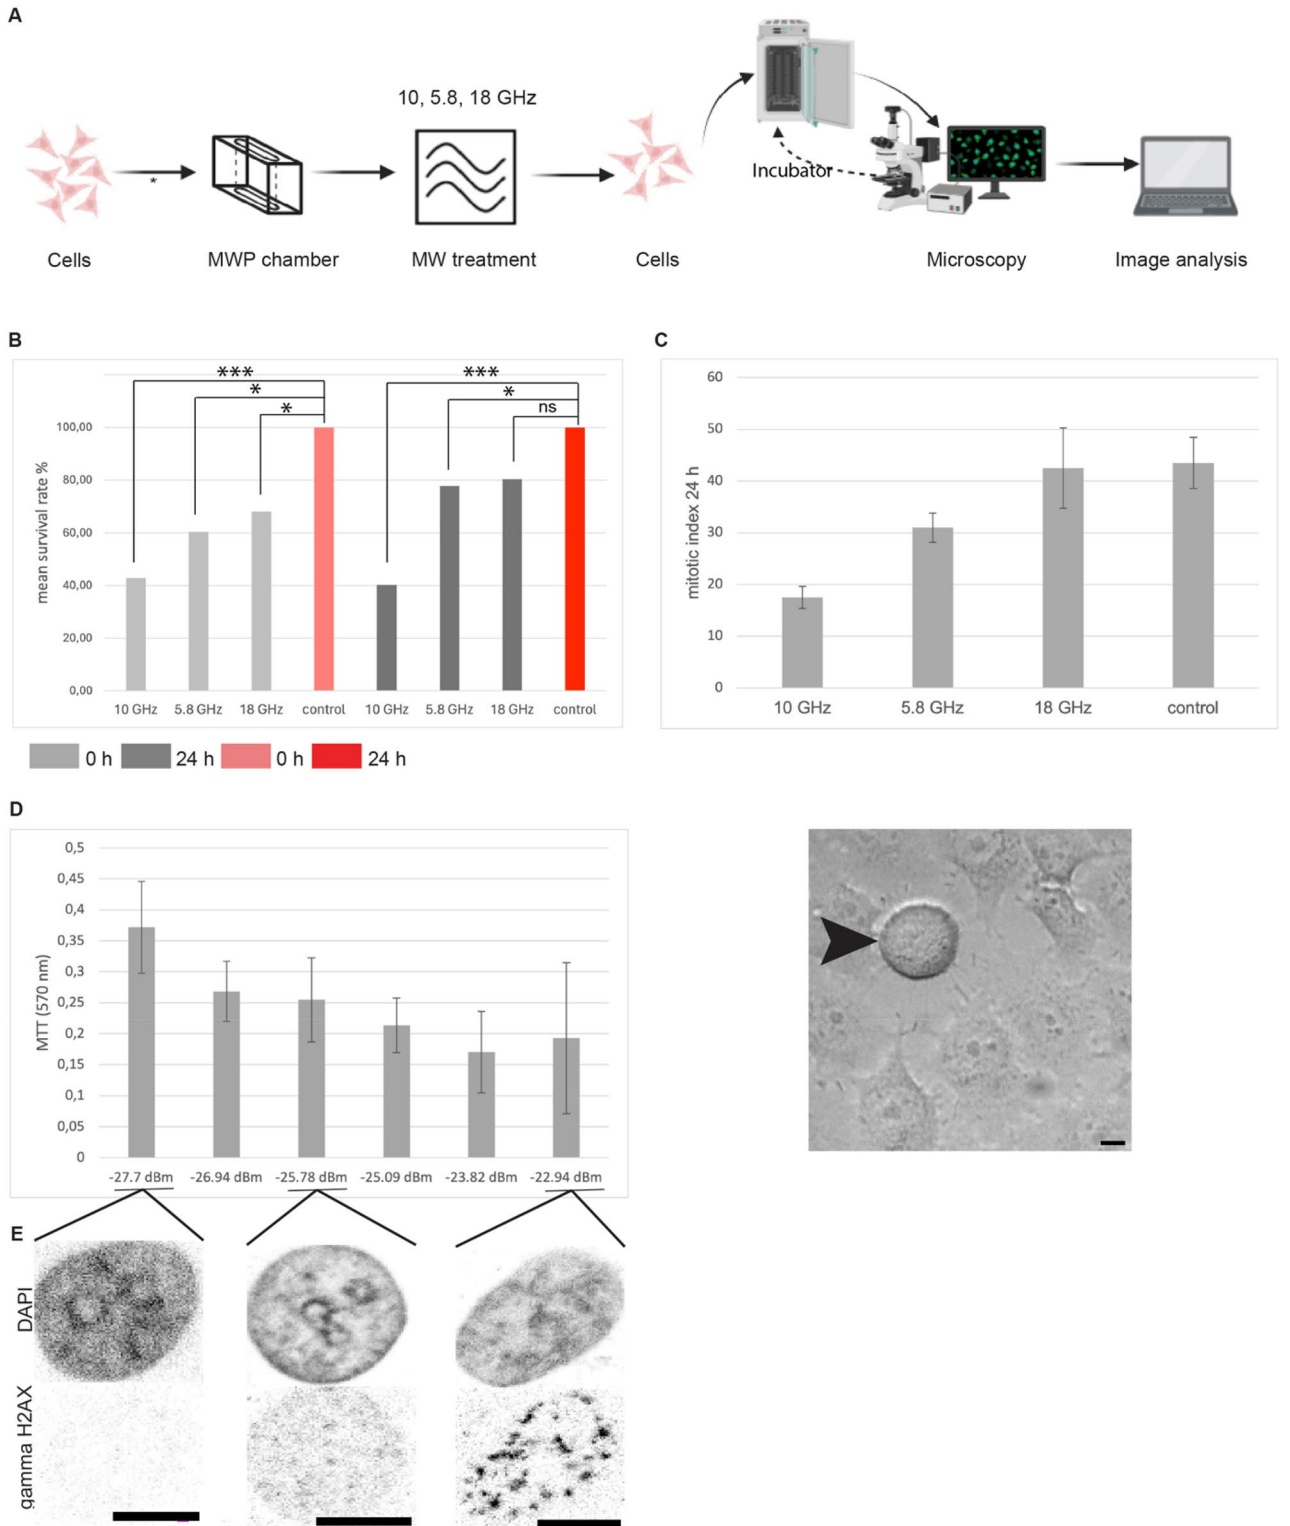 A
10, 5.8, 18 GHz
*
Incubator
Cells
MWP chamber
MW treatment
Cells
Microscopy
Image analysis
B
*** 
*
*
***
*
ns
mean survival rate %
100,00
80,00
60,00
40,00
20,00
0,00
10 GHz 5.8 GHz 18 GHz control 10 GHz 5.8 GHz 18 GHz control
0 h 24 h 0 h 24 h
C
mitotic index 24 h
60
50
40
30
20
10
0
10 GHz 5.8 GHz 18 GHz control
D
MTT (570 nm)
0,5
0,45
0,4
0,35
0,3
0,25
0,2
0,15
0,1
0,05
0
-27.7 dBm -26.94 dBm -25.78 dBm -25.09 dBm -23.82 dBm -22.94 dBm
E
DAPI
gamma H2AX